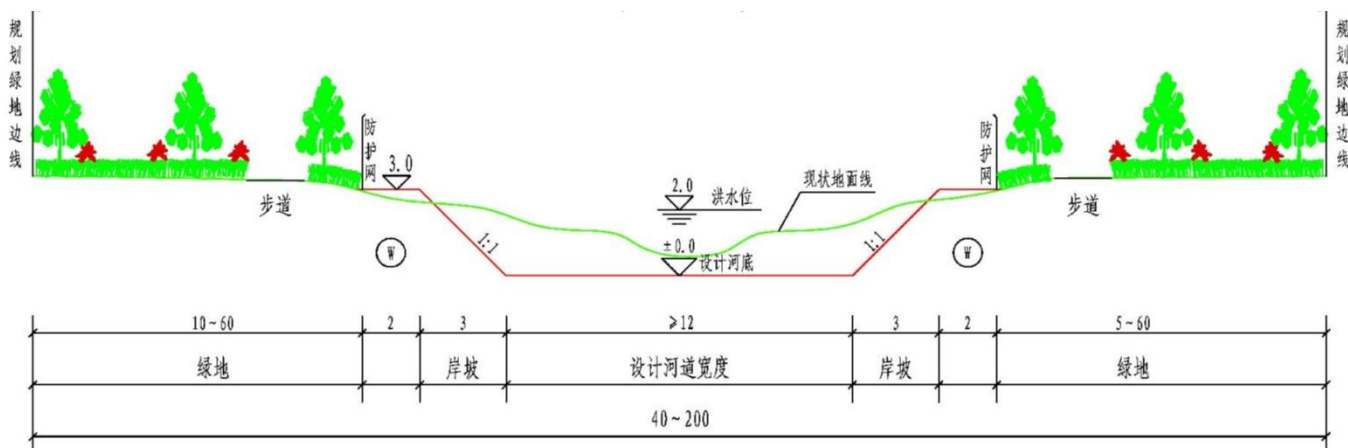 规划绿地边线
规划绿地边线
防护网
防护网
3.0
2.0
洪水位
现状地面线
步道
步道
±0.0
1:1
1:1
设计河底
W
W
10~60
2
3
≥12
3
2
5~60
绿地
岸坡
设计河道宽度
岸坡
绿地
40~200